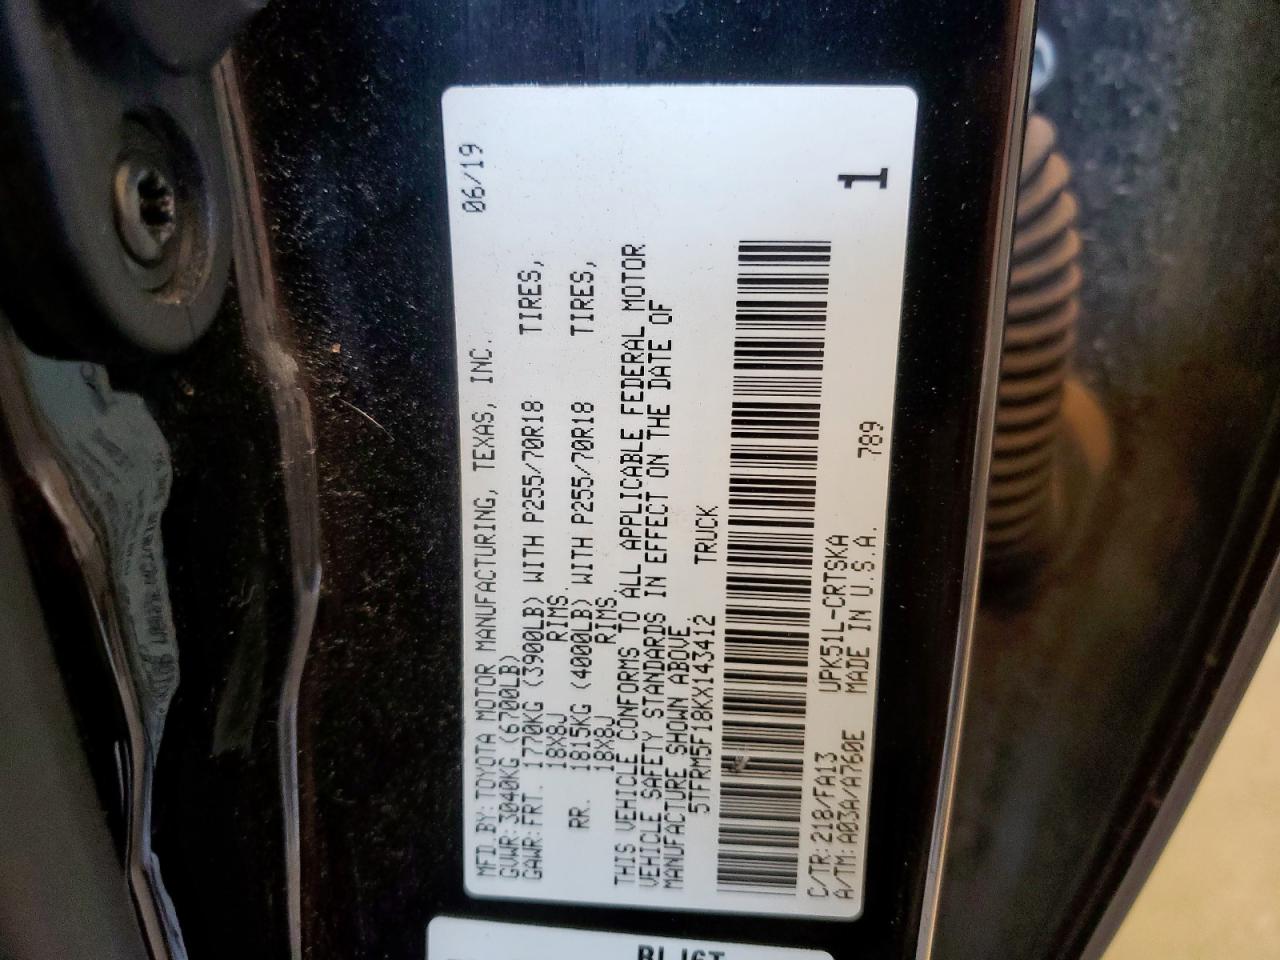 MFD. BY: TOYOTA MOTOR MANUFACTURING, TEXAS, INC. 06/19
GVWR: 3040KG (6700LB)
GAWR: FRT. 1770KG (3900LB) WITH P255/70R18 TIRES,
18X8J RIMS.
RR. 1815KG (4000LB) WITH P255/70R18 TIRES,
18X8J RIMS.
THIS VEHICLE CONFORMS TO ALL APPLICABLE FEDERAL MOTOR
VEHICLE SAFETY STANDARDS IN EFFECT ON THE DATE OF
MANUFACTURE SHOWN ABOVE.
5TFRM5F18KX143412 TRUCK
1
C/TR: 218/FA13 UPK51L-CRTSKA
A/TM: A03A/A760E MADE IN U.S.A. 789